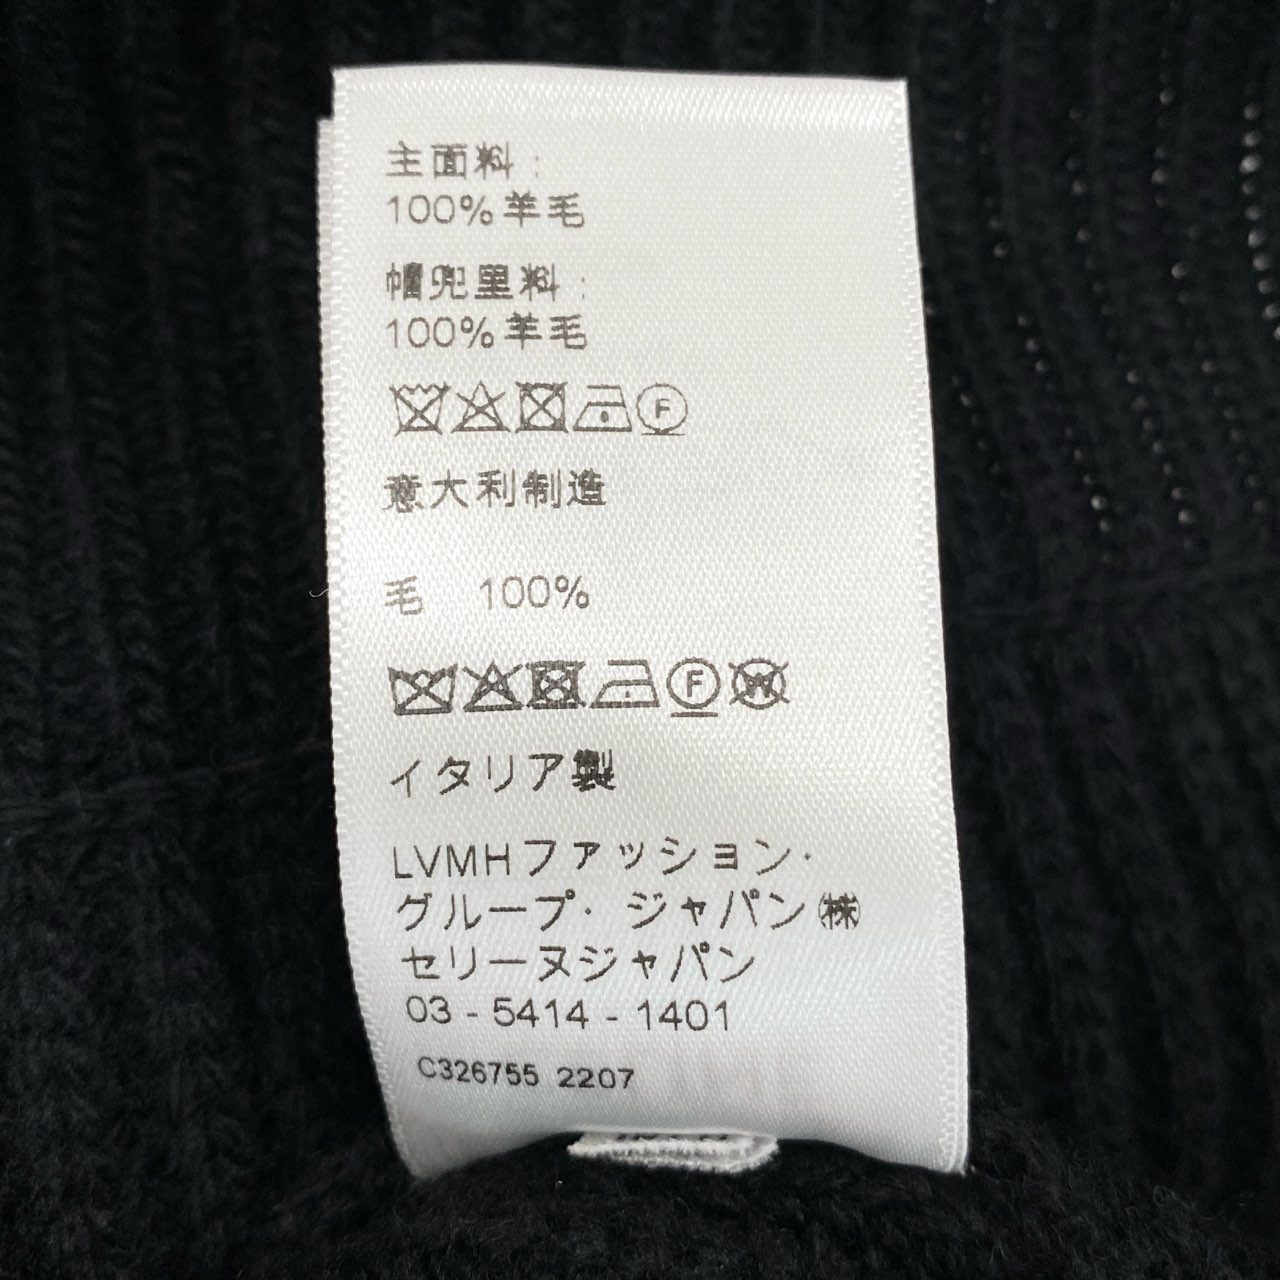 主面料:
100%羊毛
帽兜里料:
100%羊毛
F
意大利制造
毛 100%
F W
イタリア製
LVMHファッション·
グループ· ジャパン㈱
セリーヌジャパン
03 - 5414 - 1401
C326755 2207